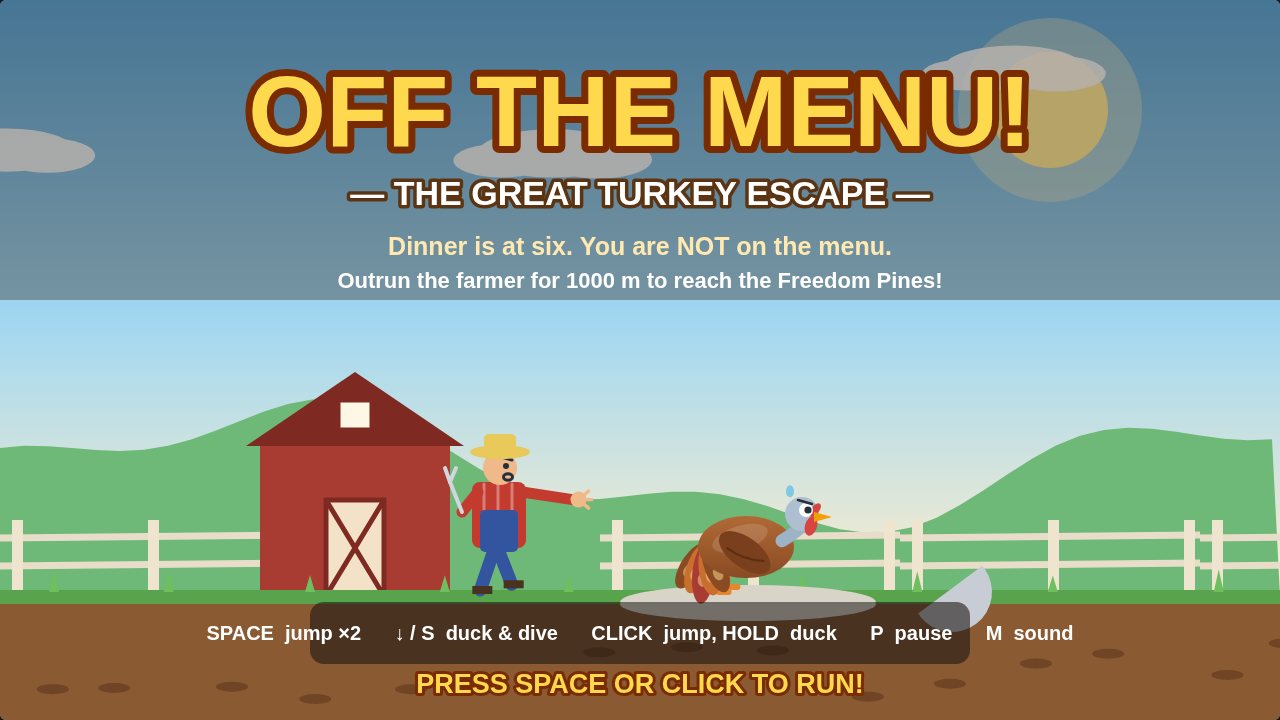 OFF THE MENU!
— THE GREAT TURKEY ESCAPE —
Dinner is at six. You are NOT on the menu.
Outrun the farmer for 1000 m to reach the Freedom Pines!
SPACE jump ×2 ↓ / S duck & dive CLICK jump, HOLD duck P pause M sound
PRESS SPACE OR CLICK TO RUN!